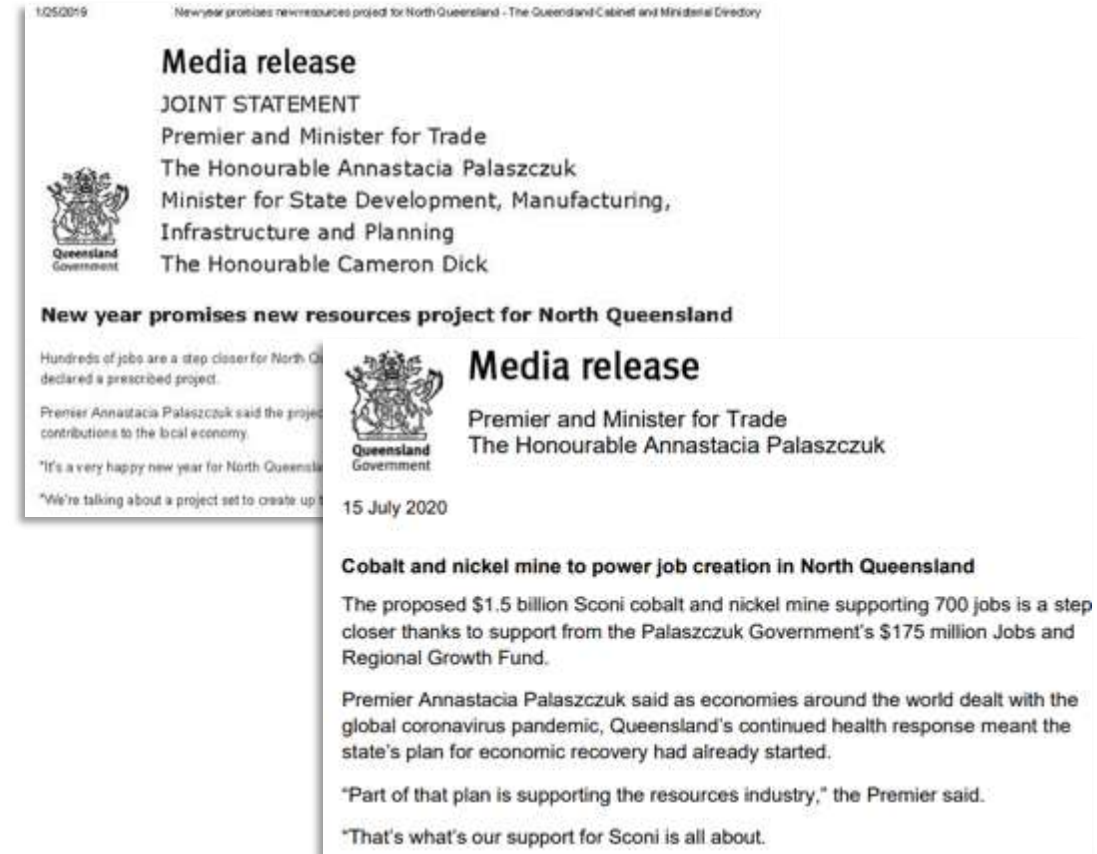 1/25/2019 New year promises new resources project for North Queensland - The Queensland Cabinet and Ministerial Directory
Media release
JOINT STATEMENT
Premier and Minister for Trade
The Honourable Annastacia Palaszczuk
Minister for State Development, Manufacturing,
Infrastructure and Planning
The Honourable Cameron Dick
Queensland
Government
New year promises new resources project for North Queensland
Hundreds of jobs are a step closer for North
declared a prescribed project.
Premier Annastacia Palaszczuk said the
contributions to the local economy.
"It's a very happy new year for North
"We're talking about a project set to create up
Queensland
Government
Media release
Premier and Minister for Trade
The Honourable Annastacia Palaszczuk
15 July 2020
Cobalt and nickel mine to power job creation in North Queensland
The proposed $1.5 billion Sconi cobalt and nickel mine supporting 700 jobs is a step
closer thanks to support from the Palaszczuk Government's $175 million Jobs and
Regional Growth Fund.
Premier Annastacia Palaszczuk said as economies around the world dealt with the
global coronavirus pandemic, Queensland's continued health response meant the
state's plan for economic recovery had already started.
"Part of that plan is supporting the resources industry," the Premier said.
"That's what's our support for Sconi is all about.